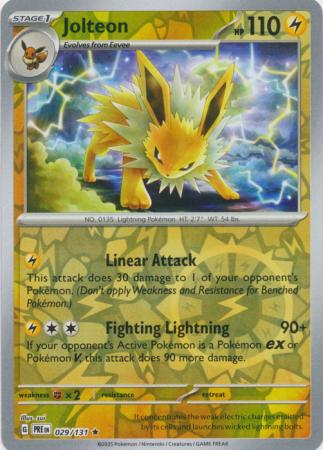 STAGE1
Jolteon
HP 110
Evolves from Eevee
NO. 0135 Lightning Pokémon HT: 2'7" WT: 54 lbs.
Linear Attack
This attack does 30 damage to 1 of your opponent's
Pokémon. (Don't apply Weakness and Resistance for Benched
Pokémon.)
Fighting Lightning 90+
If your opponent's Active Pokémon is a Pokémon ex or
Pokémon V, this attack does 90 more damage.
weakness ×2 resistance retreat
Illus. sui
G PRE EN 029/131 ★
It concentrates the weak electric charges emitted
by its cells and launches wicked lightning bolts.
©2025 Pokémon / Nintendo / Creatures / GAME FREAK